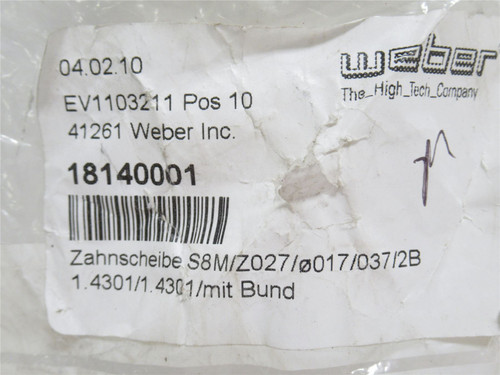 04.02.10
weber
The_High_Tech_Company
EV1103211 Pos 10
41261 Weber Inc.
18140001
Zahnscheibe S8M/Z027/ø017/037/2B
1.4301/1.4301/mit Bund